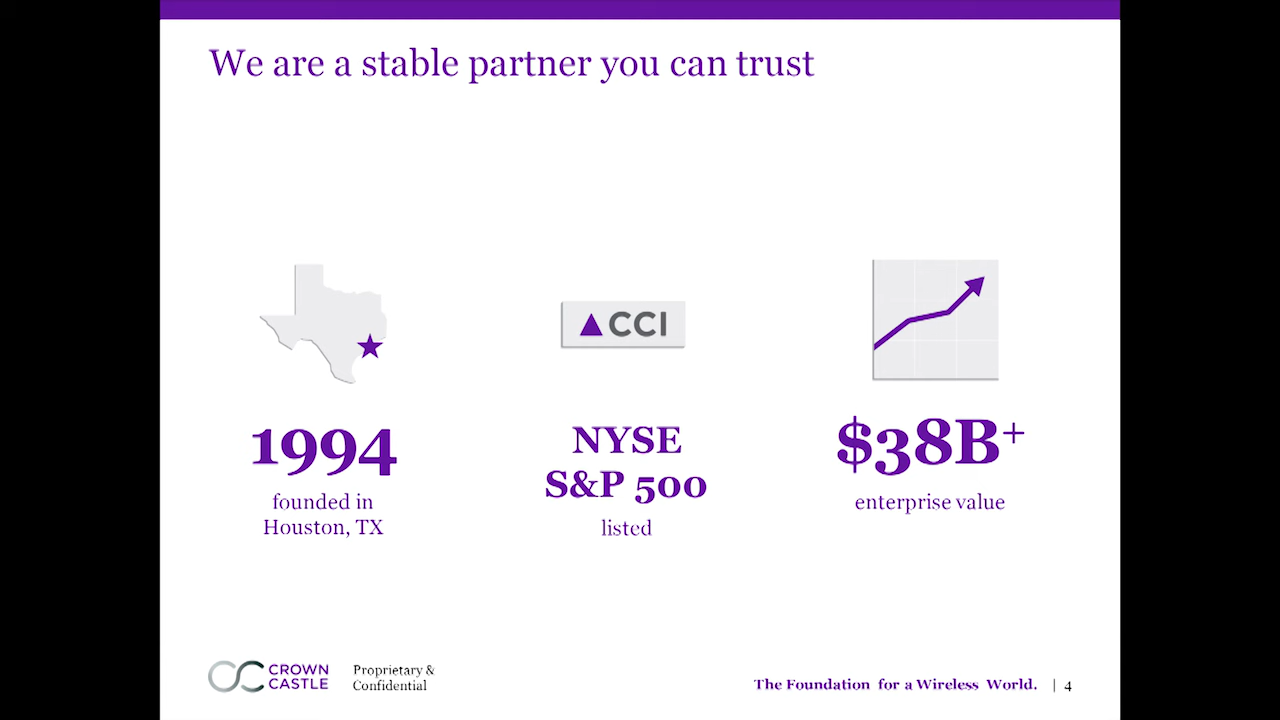 We are a stable partner you can trust
CCI
1994
founded in
Houston, TX
NYSE
S&P 500
listed
$38B+
enterprise value
CROWN
CASTLE
Proprietary &
Confidential
The Foundation for a Wireless World. | 4